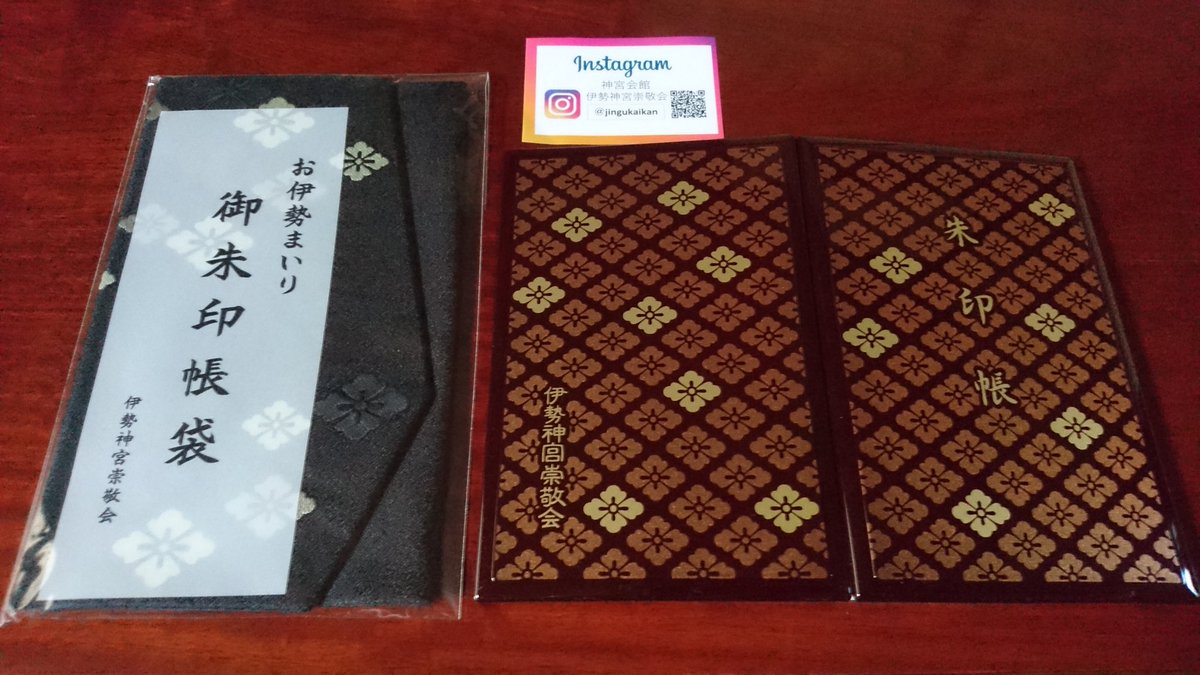 お伊勢まいり
御朱印帳袋
伊勢神宮崇敬会
Instagram
神宮会館
伊勢神宮崇敬会
@jingukaikan
朱印帳
伊勢神宮崇敬会